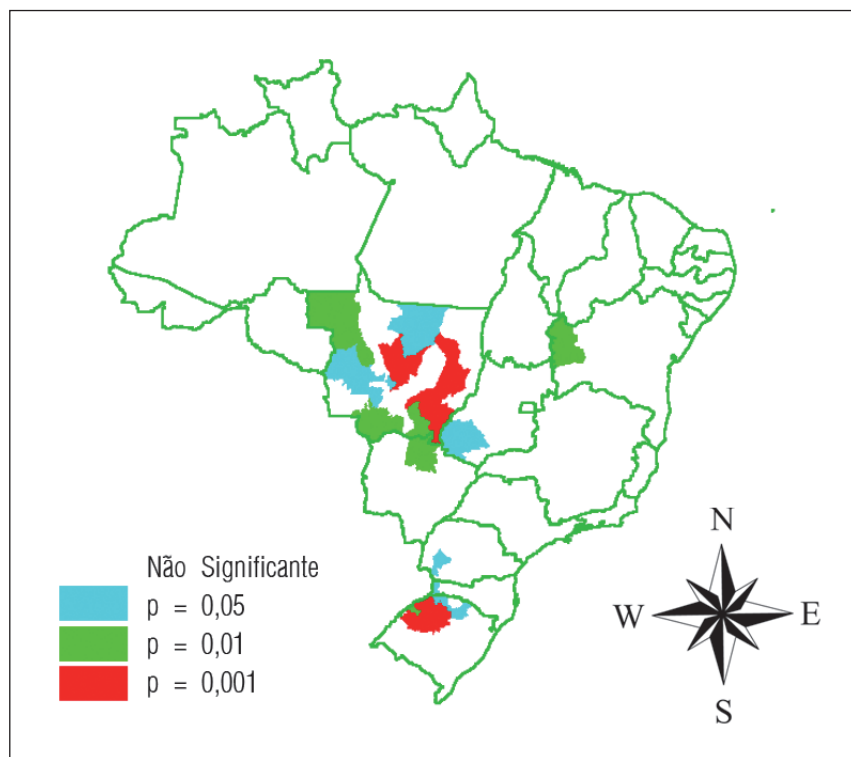 Não Significante
p = 0,05
p = 0,01
p = 0,001
N
W
E
S